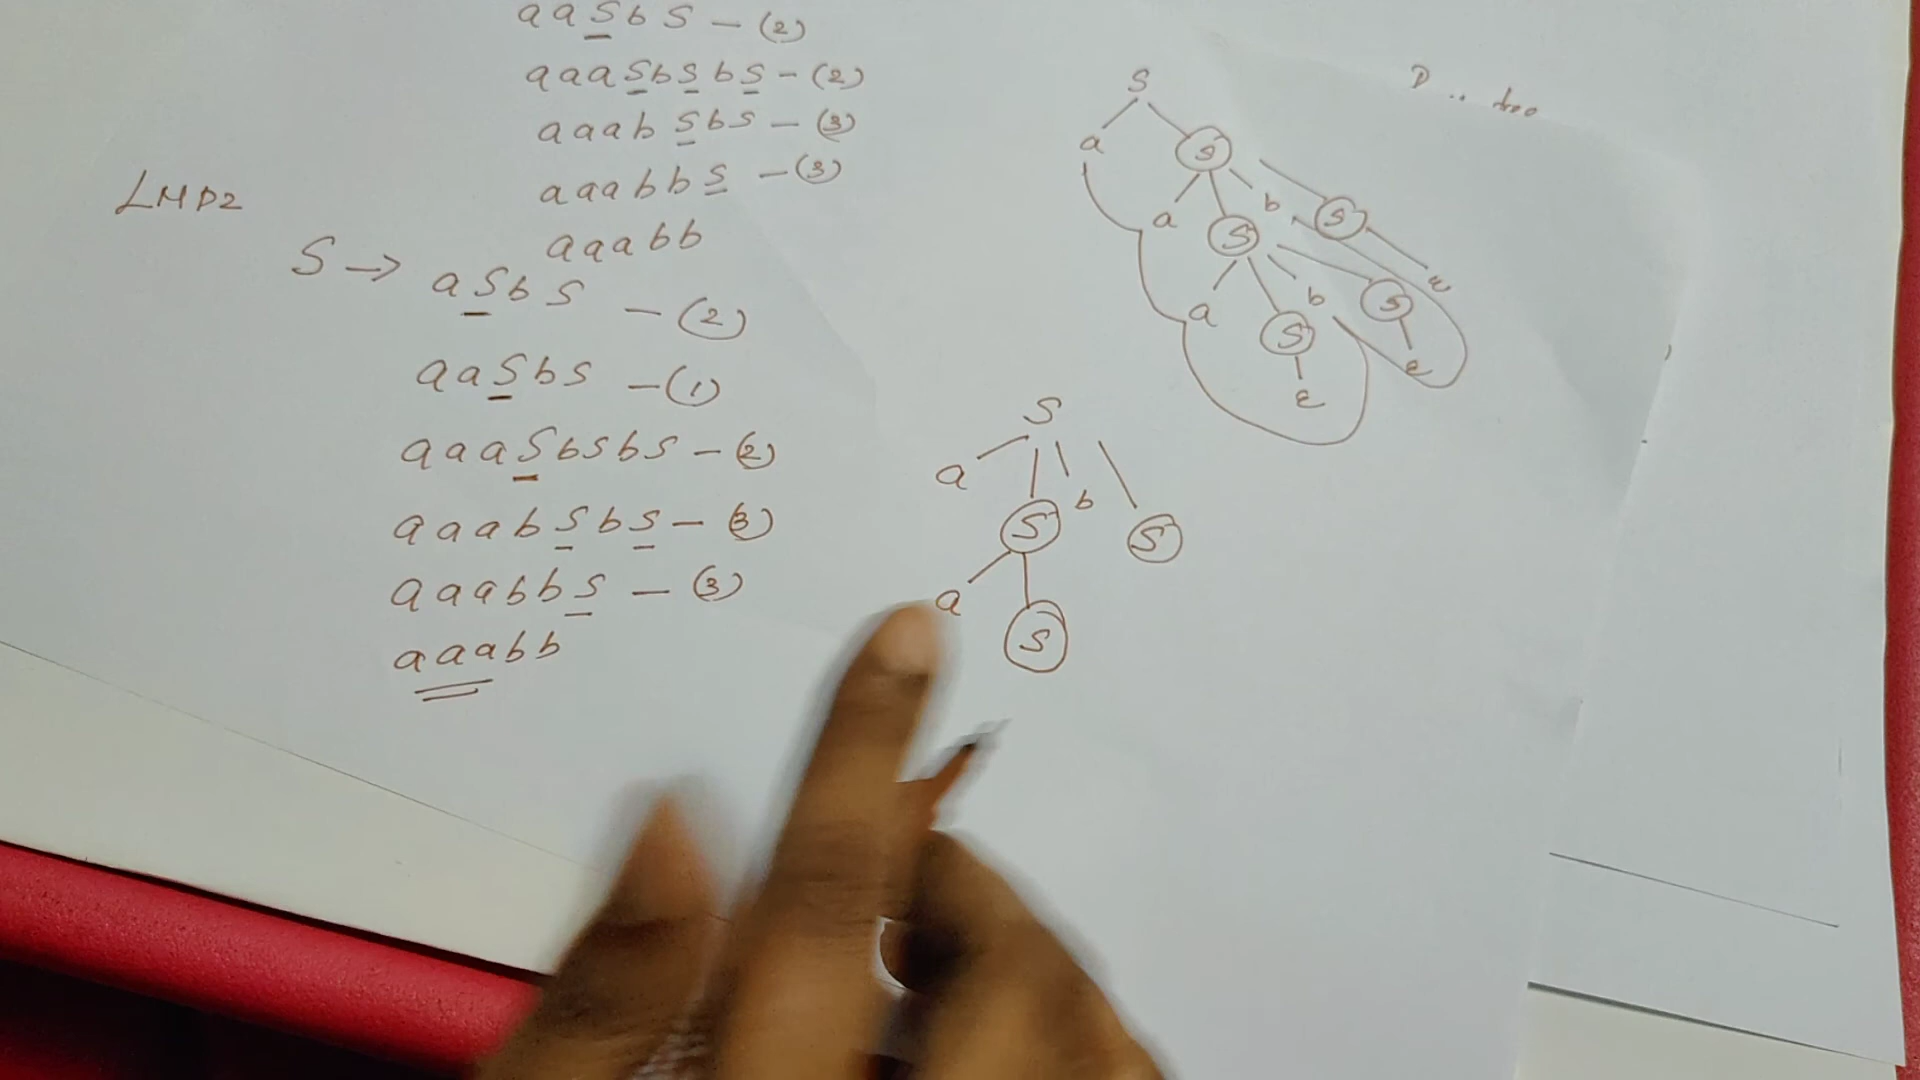 aaSbS – (2)
aaaSbSbS – (2)
aaabSbS – (3)
aaabbS – (3)
aaabb
LMD2
S → aSbS – (2)
aaSbS – (1)
aaaSbSbS – (2)
aaabSbS – (3)
aaabbS – (3)
aaabb
S
a S
a S b S
a S b S ε
S ε
ε
S
a S b S
a S